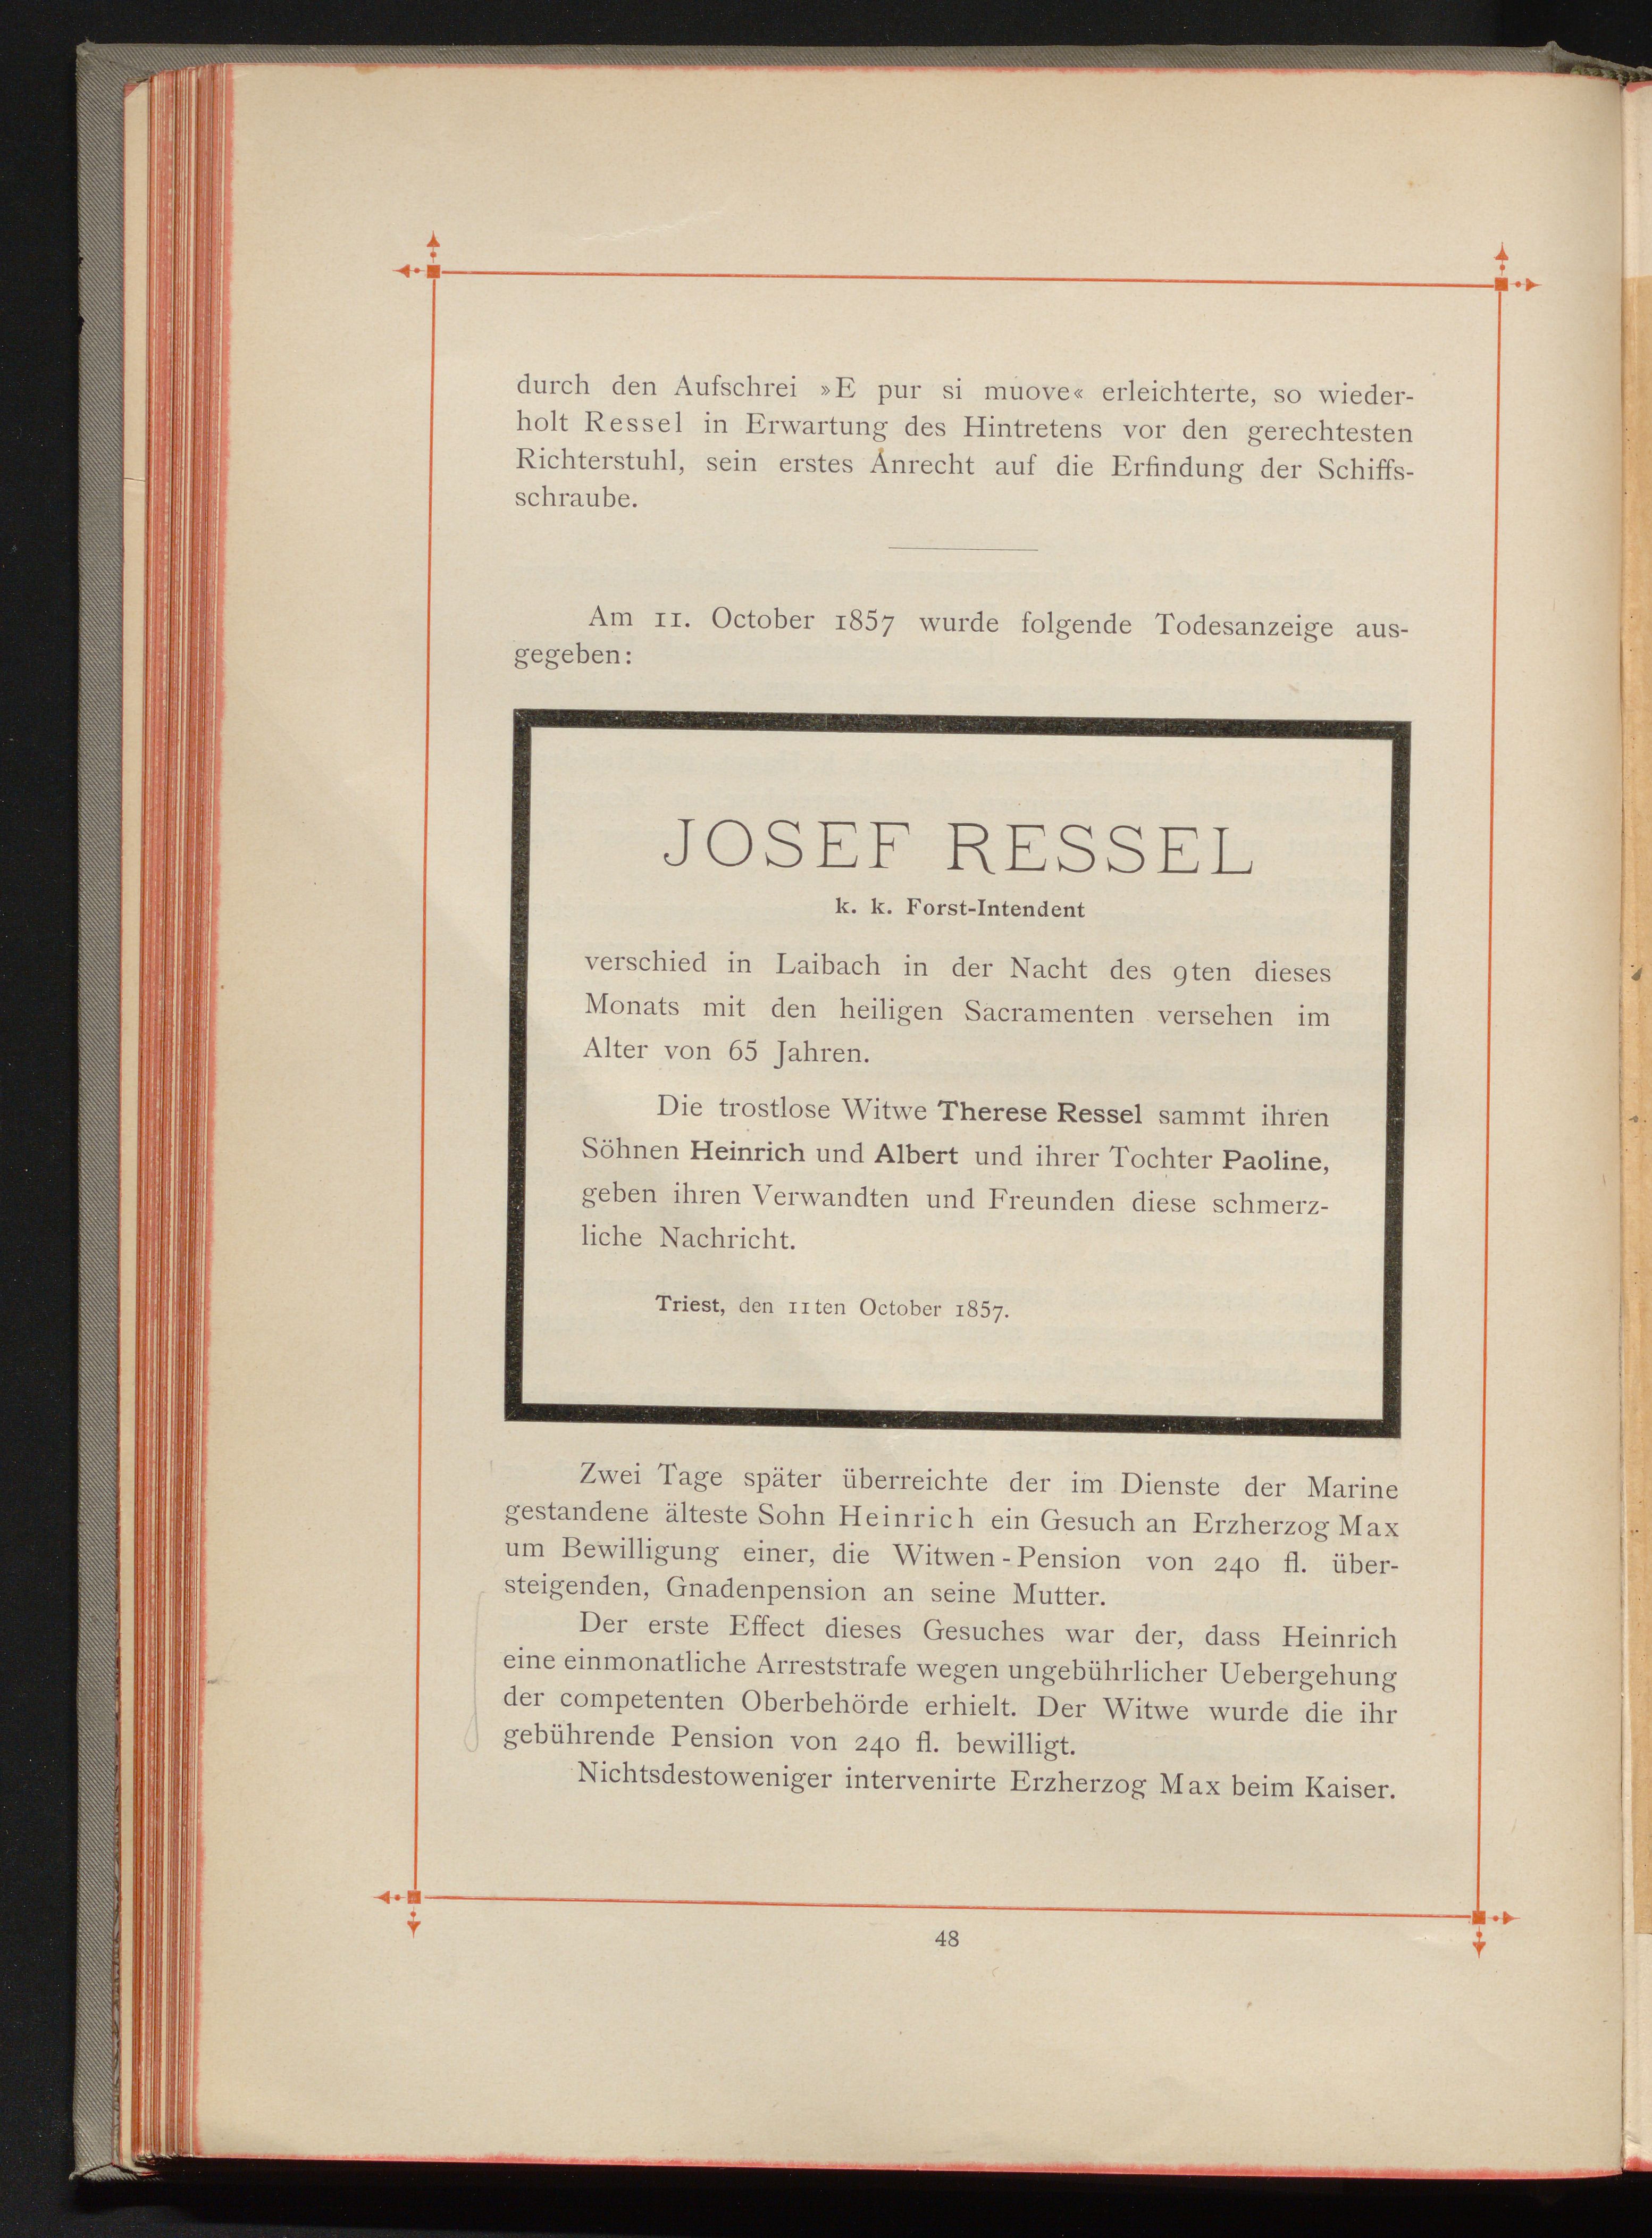 durch den Aufschrei »E pur si muove« erleichterte, so wieder-
holt Ressel in Erwartung des Hintretens vor den gerechtesten
Richterstuhl, sein erstes Anrecht auf die Erfindung der Schiffs-
schraube.
Am 11. October 1857 wurde folgende Todesanzeige aus-
gegeben:
JOSEF RESSEL
k. k. Forst-Intendent
verschied in Laibach in der Nacht des 9ten dieses
Monats mit den heiligen Sacramenten versehen im
Alter von 65 Jahren.
Die trostlose Witwe Therese Ressel sammt ihren
Söhnen Heinrich und Albert und ihrer Tochter Paoline,
geben ihren Verwandten und Freunden diese schmerz-
liche Nachricht.
Triest, den 11ten October 1857.
Zwei Tage später überreichte der im Dienste der Marine
gestandene älteste Sohn Heinrich ein Gesuch an Erzherzog Max
um Bewilligung einer, die Witwen-Pension von 240 fl. über-
steigenden, Gnadenpension an seine Mutter.
Der erste Effect dieses Gesuches war der, dass Heinrich
eine einmonatliche Arreststrafe wegen ungebührlicher Uebergehung
der competenten Oberbehörde erhielt. Der Witwe wurde die ihr
gebührende Pension von 240 fl. bewilligt.
Nichtsdestoweniger intervenirte Erzherzog Max beim Kaiser.
48